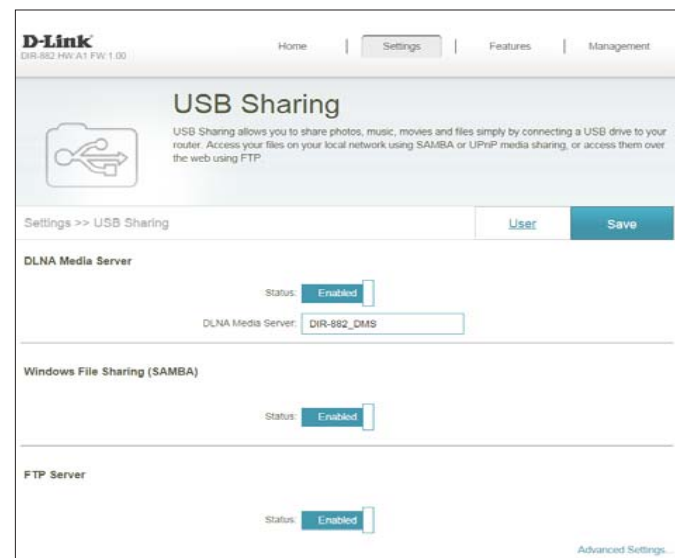 D-Link
DIR-882 HW:A1 FW:1.00
Home | Settings | Features | Management
USB Sharing
USB Sharing allows you to share photos, music, movies and files simply by connecting a USB drive to your
router. Access your files on your local network using SAMBA or UPnP media sharing, or access them over
the web using FTP.
Settings >> USB Sharing
User
Save
DLNA Media Server
Status: Enabled
DLNA Media Server: DIR-882_DMS
Windows File Sharing (SAMBA)
Status: Enabled
FTP Server
Status: Enabled
Advanced Settings...